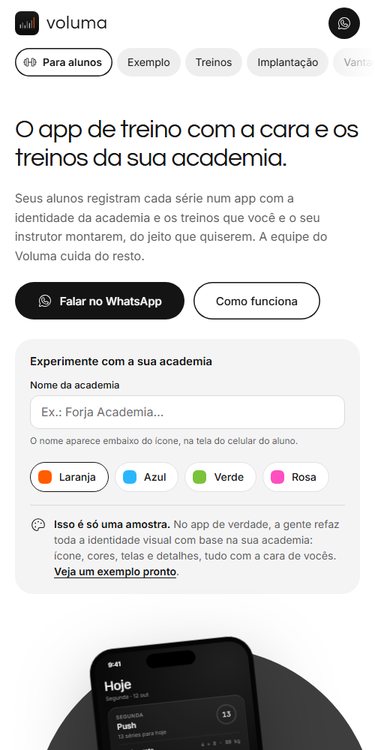 voluma
Para alunos
Exemplo
Treinos
Implantação
O app de treino com a cara e os
treinos da sua academia.
Seus alunos registram cada série num app com a
identidade da academia e os treinos que você e o seu
instrutor montarem, do jeito que quiserem. A equipe do
Voluma cuida do resto.
Falar no WhatsApp
Como funciona
Experimente com a sua academia
Nome da academia
Ex.: Forja Academia...
O nome aparece embaixo do ícone, na tela do celular do aluno.
Laranja
Azul
Verde
Rosa
Isso é só uma amostra. No app de verdade, a gente refaz
toda a identidade visual com base na sua academia:
ícone, cores, telas e detalhes, tudo com a cara de vocês.
Veja um exemplo pronto.
9:41
Hoje
Segunda · 12 out
SEGUNDA
Push
13 séries para hoje
13